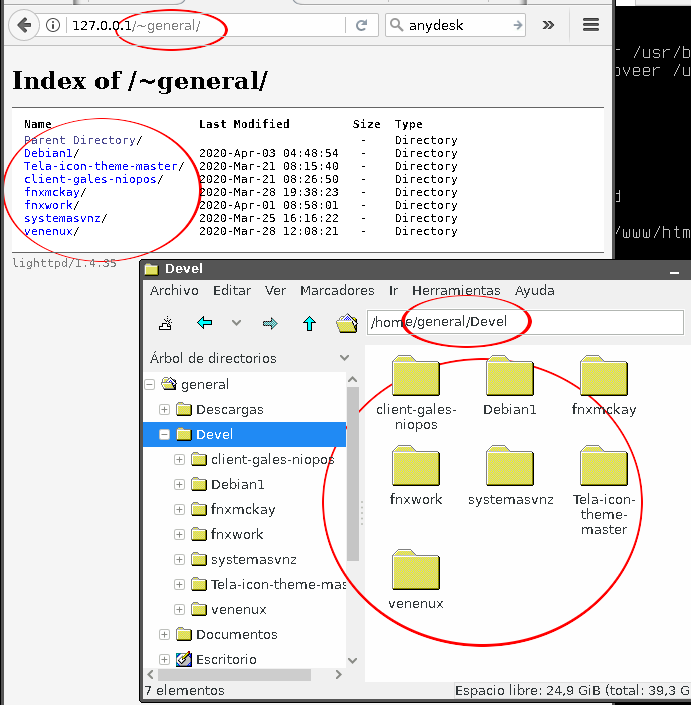 127.0.0.1/~general/
anydesk
r /usr/b
oveer /u
Index of /~general/
Name Last Modified Size Type
Parent Directory/ - Directory
Debian1/ 2020-Apr-03 04:48:54 - Directory
Tela-icon-theme-master/ 2020-Mar-21 08:15:40 - Directory
client-gales-niopos/ 2020-Mar-21 08:26:50 - Directory
fnxmckay/ 2020-Mar-28 19:38:23 - Directory
fnxwork/ 2020-Apr-01 08:58:01 - Directory
systemasvnz/ 2020-Mar-25 16:16:22 - Directory
venenux/ 2020-Mar-28 12:08:21 - Directory
d
/www/htm
lighttpd/1.4.35
Devel
Archivo Editar Ver Marcadores Ir Herramientas Ayuda
/home/general/Devel
Árbol de directorios
general
Descargas
Devel
client-gales-niopos
Debian1
fnxmckay
fnxwork
systemasvnz
Tela-icon-theme-mas
venenux
Documentos
Escritorio
client-gales-
niopos
Debian1
fnxmckay
fnxwork
systemasvnz
Tela-icon-
theme-
master
venenux
7 elementos
Espacio libre: 24,9 GiB (total: 39,3 G